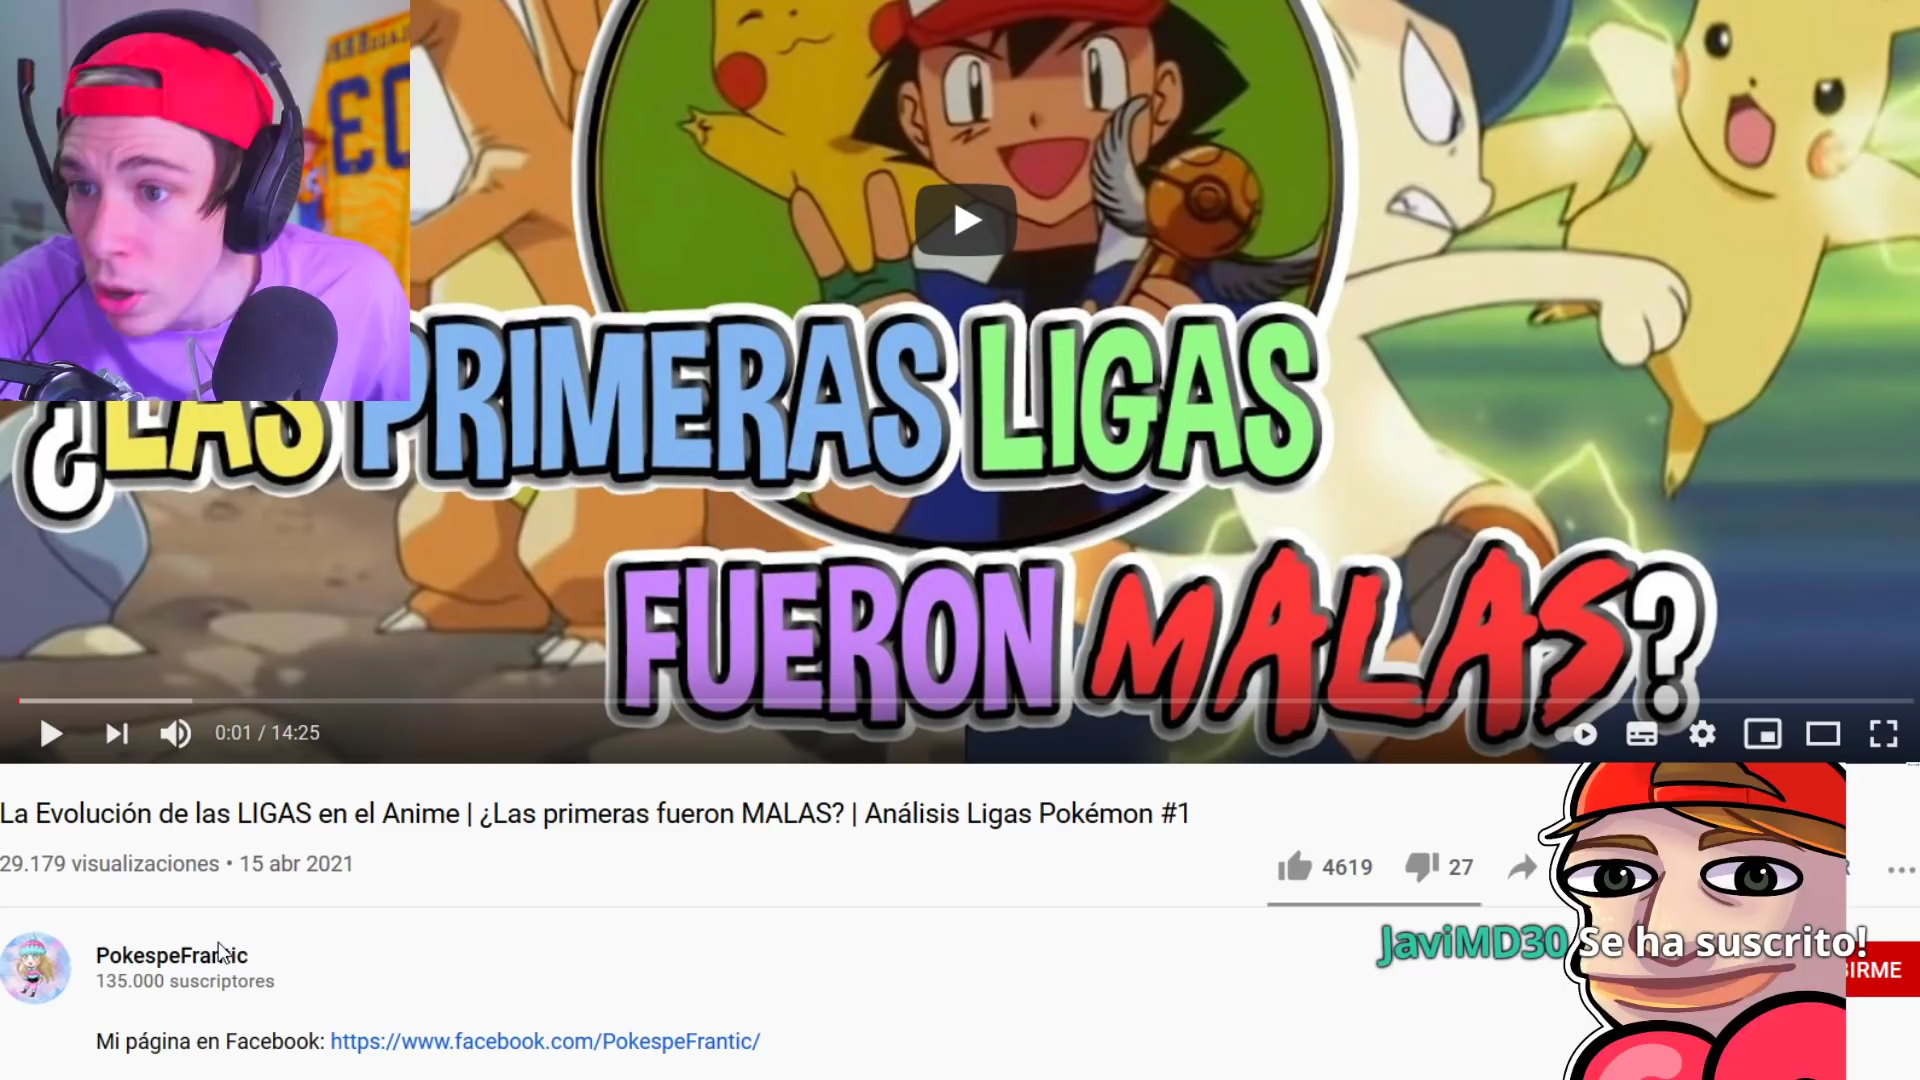 ¿LAS PRIMERAS LIGAS
FUERON MALAS?
0:01 / 14:25
La Evolución de las LIGAS en el Anime | ¿Las primeras fueron MALAS? | Análisis Ligas Pokémon #1
29.179 visualizaciones • 15 abr 2021
4619
27
PokespeFrantic
135.000 suscriptores
JaviMD30 Se ha suscrito!
IRME
Mi página en Facebook: https://www.facebook.com/PokespeFrantic/